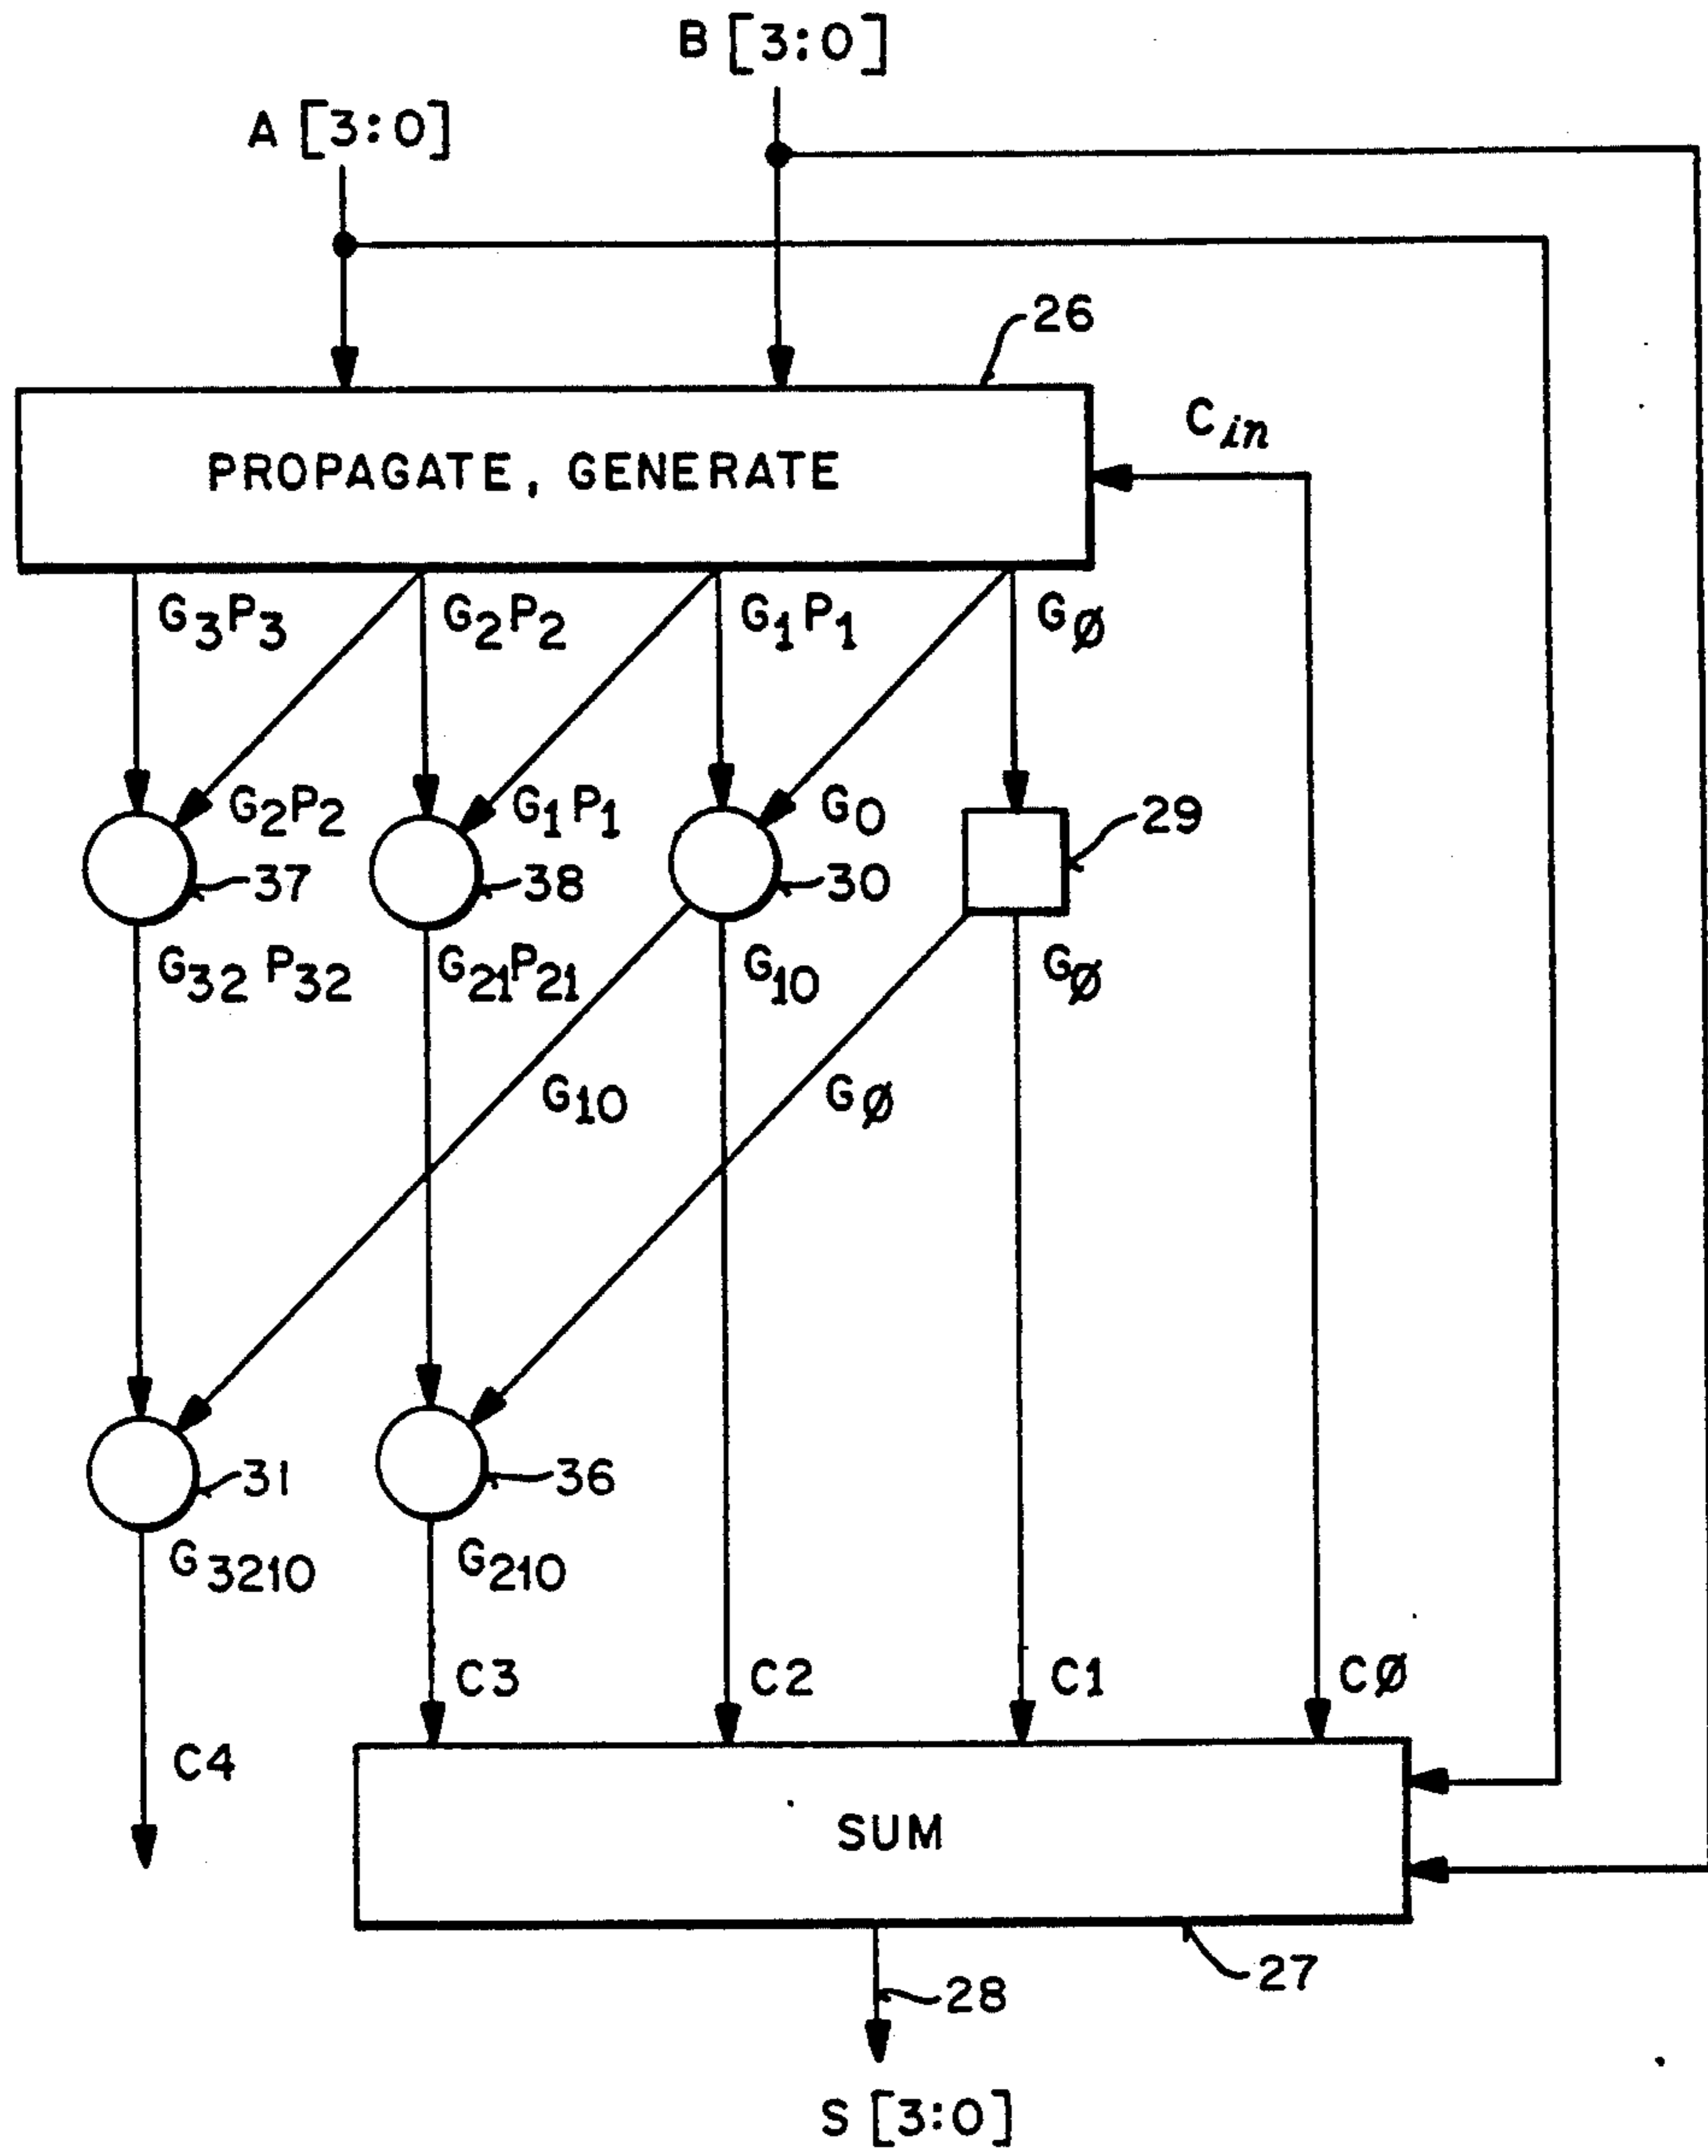 B [3:0]
A [3:0]
26
Cin
PROPAGATE, GENERATE
G3P3 G2P2 G1P1 GØ
G2P2 G1P1 G0 29
37 38 30
G32 P32 G21P21 G10 GØ
G10 GØ
31 36
G3210 G210
C3 C2 C1 CØ
C4
SUM
27
28
S [3:0]